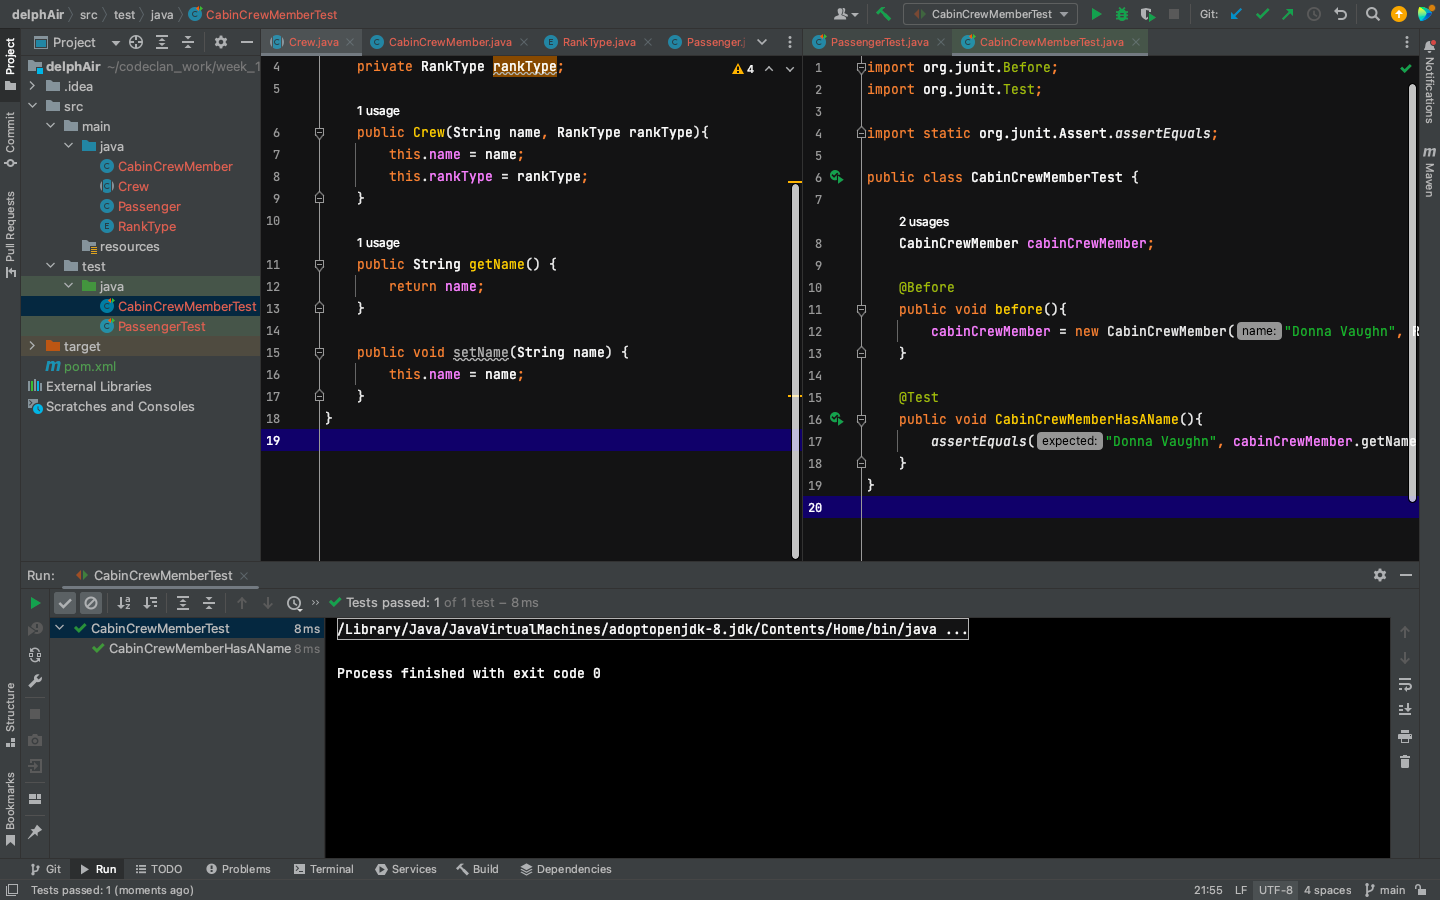 delphAir › src › test › java › CabinCrewMemberTest
CabinCrewMemberTest
Git:
Project
Crew.java
CabinCrewMember.java
RankType.java
Passenger.j
PassengerTest.java
CabinCrewMemberTest.java
Project
Commit
Pull Requests
Structure
Bookmarks
Notifications
Maven
delphAir ~/codeclan_work/week_1
.idea
src
main
java
CabinCrewMember
Crew
Passenger
RankType
resources
test
java
CabinCrewMemberTest
PassengerTest
target
pom.xml
External Libraries
Scratches and Consoles
4 private RankType rankType;
4
5
1 usage
6 public Crew(String name, RankType rankType){
7 this.name = name;
8 this.rankType = rankType;
9 }
10
1 usage
11 public String getName() {
12 return name;
13 }
14
15 public void setName(String name) {
16 this.name = name;
17 }
18 }
19
1 import org.junit.Before;
2 import org.junit.Test;
3
4 import static org.junit.Assert.assertEquals;
5
6 public class CabinCrewMemberTest {
7
2 usages
8 CabinCrewMember cabinCrewMember;
9
10 @Before
11 public void before(){
12 cabinCrewMember = new CabinCrewMember( name: "Donna Vaughn", R
13 }
14
15 @Test
16 public void CabinCrewMemberHasAName(){
17 assertEquals( expected: "Donna Vaughn", cabinCrewMember.getName
18 }
19 }
20
Run: CabinCrewMemberTest
Tests passed: 1 of 1 test – 8 ms
CabinCrewMemberTest 8 ms
CabinCrewMemberHasAName 8 ms
/Library/Java/JavaVirtualMachines/adoptopenjdk-8.jdk/Contents/Home/bin/java ...
Process finished with exit code 0
Git
Run
TODO
Problems
Terminal
Services
Build
Dependencies
Tests passed: 1 (moments ago)
21:55 LF UTF-8 4 spaces main